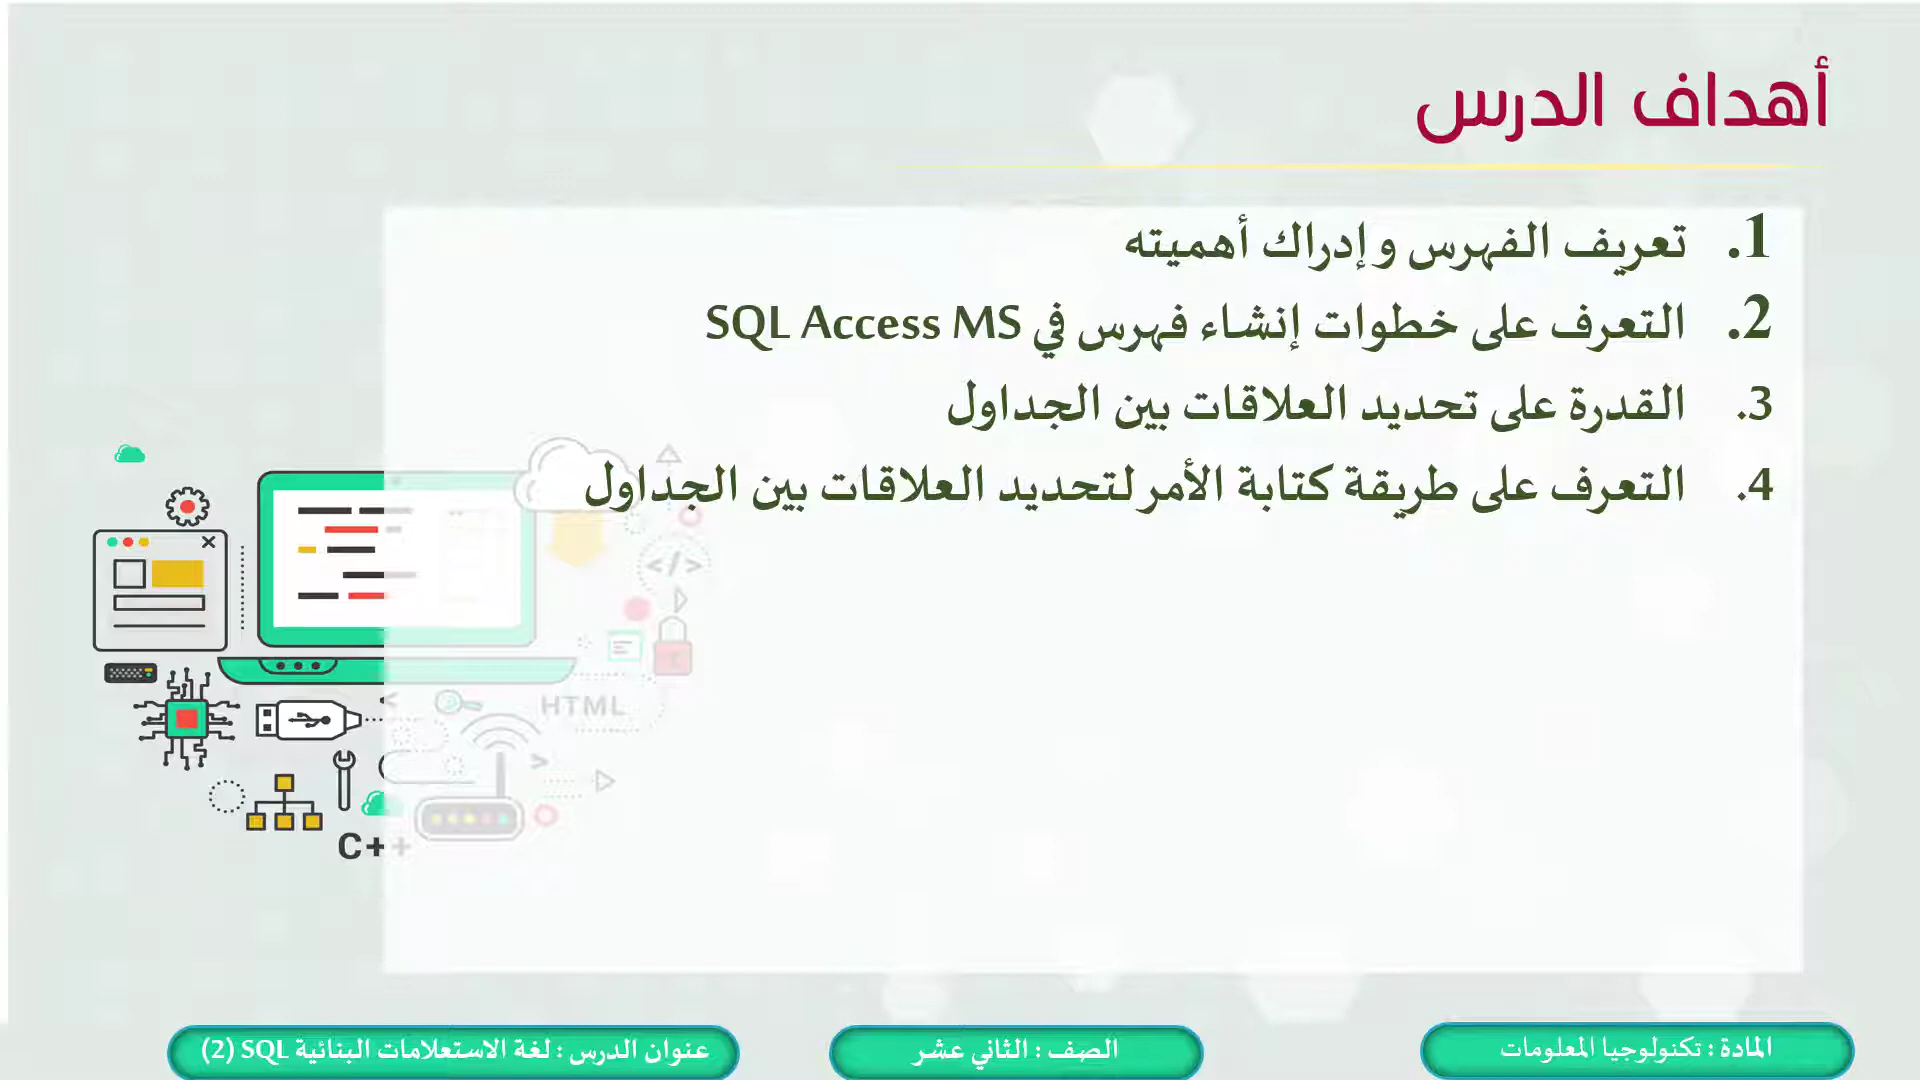 أهداف الدرس
1. تعريف الفهرس وإدراك أهميته
2. التعرف على خطوات إنشاء فهرس في SQL Access MS
3. القدرة على تحديد العلاقات بين الجداول
4. التعرف على طريقة كتابة الأمر لتحديد العلاقات بين الجداول
</>
HTML
C++
المادة : تكنولوجيا المعلومات
الصف : الثاني عشر
عنوان الدرس : لغة الاستعلامات البنائية SQL (2)